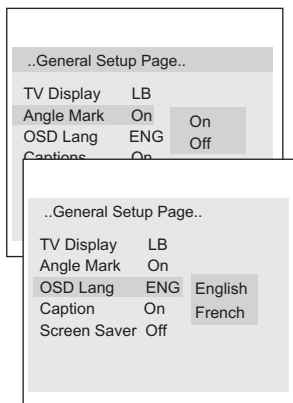 ..General Setup Page..
TV Display LB
Angle Mark On
On
OSD Lang ENG
Off
Captions On
..General Setup Page..
TV Display LB
Angle Mark On
OSD Lang ENG English
Caption On French
Screen Saver Off